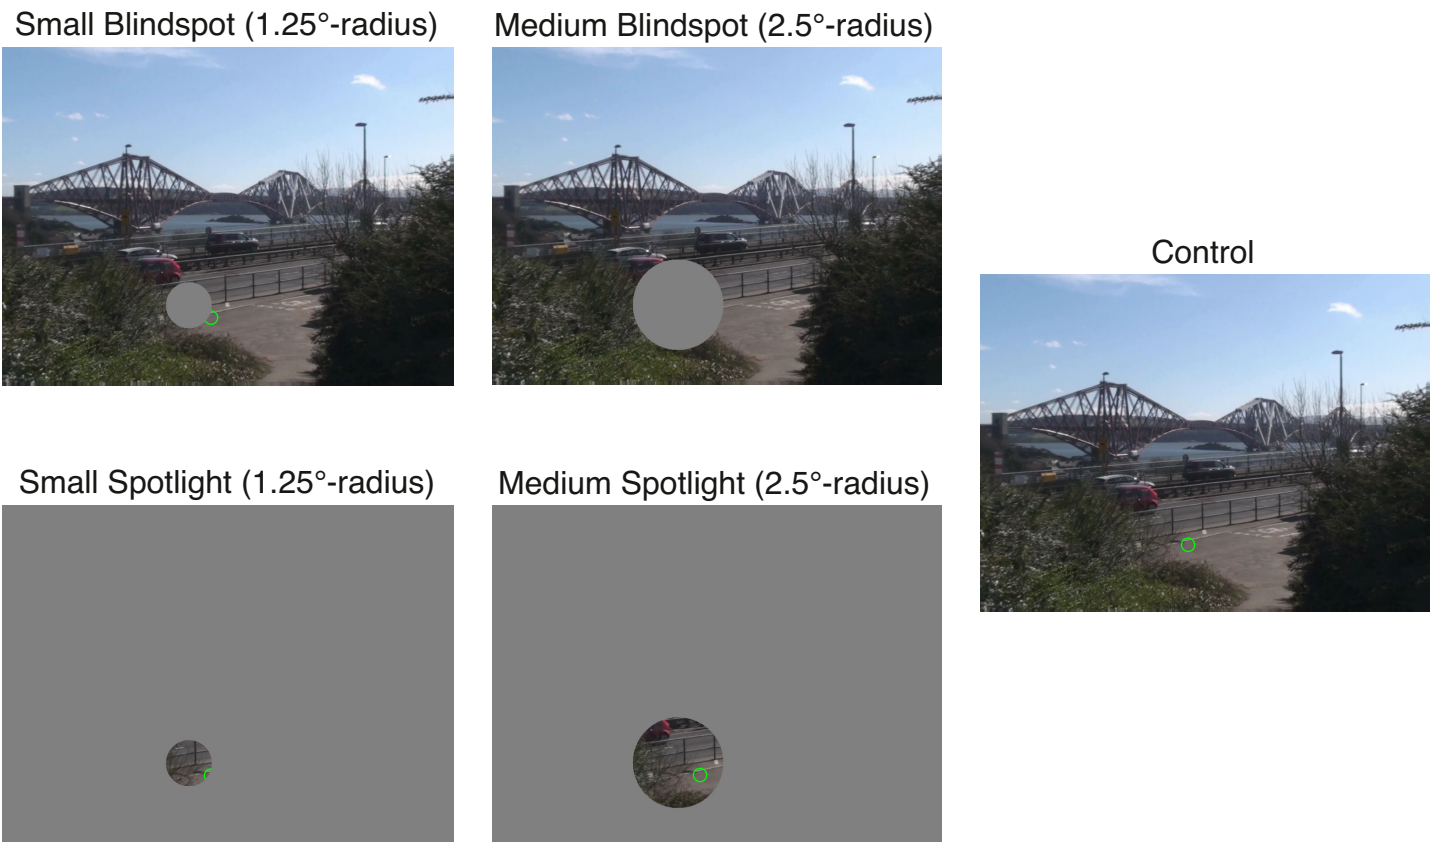 Small Blindspot (1.25°-radius)
Medium Blindspot (2.5°-radius)
Control
Small Spotlight (1.25°-radius)
Medium Spotlight (2.5°-radius)